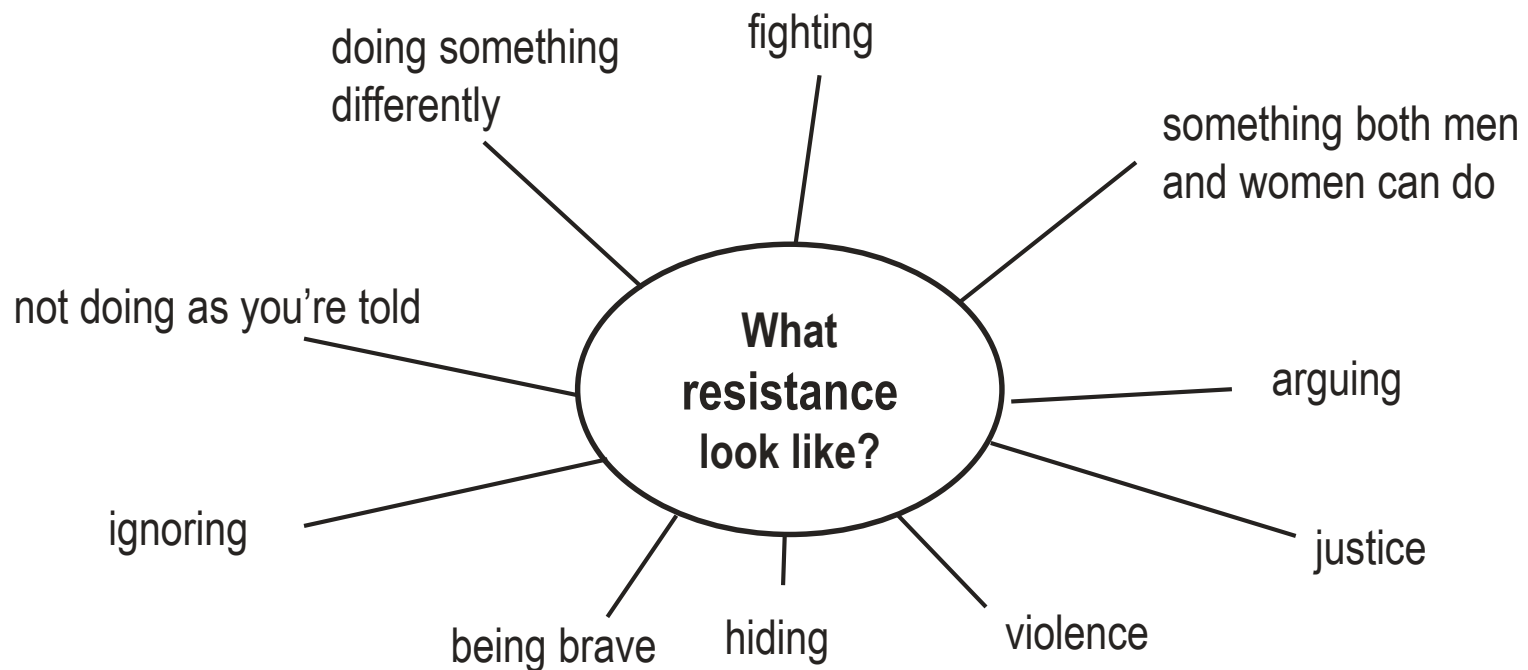 fighting
doing something
differently
something both men
and women can do
not doing as you're told
What
resistance
look like?
arguing
ignoring
justice
being brave
hiding
violence